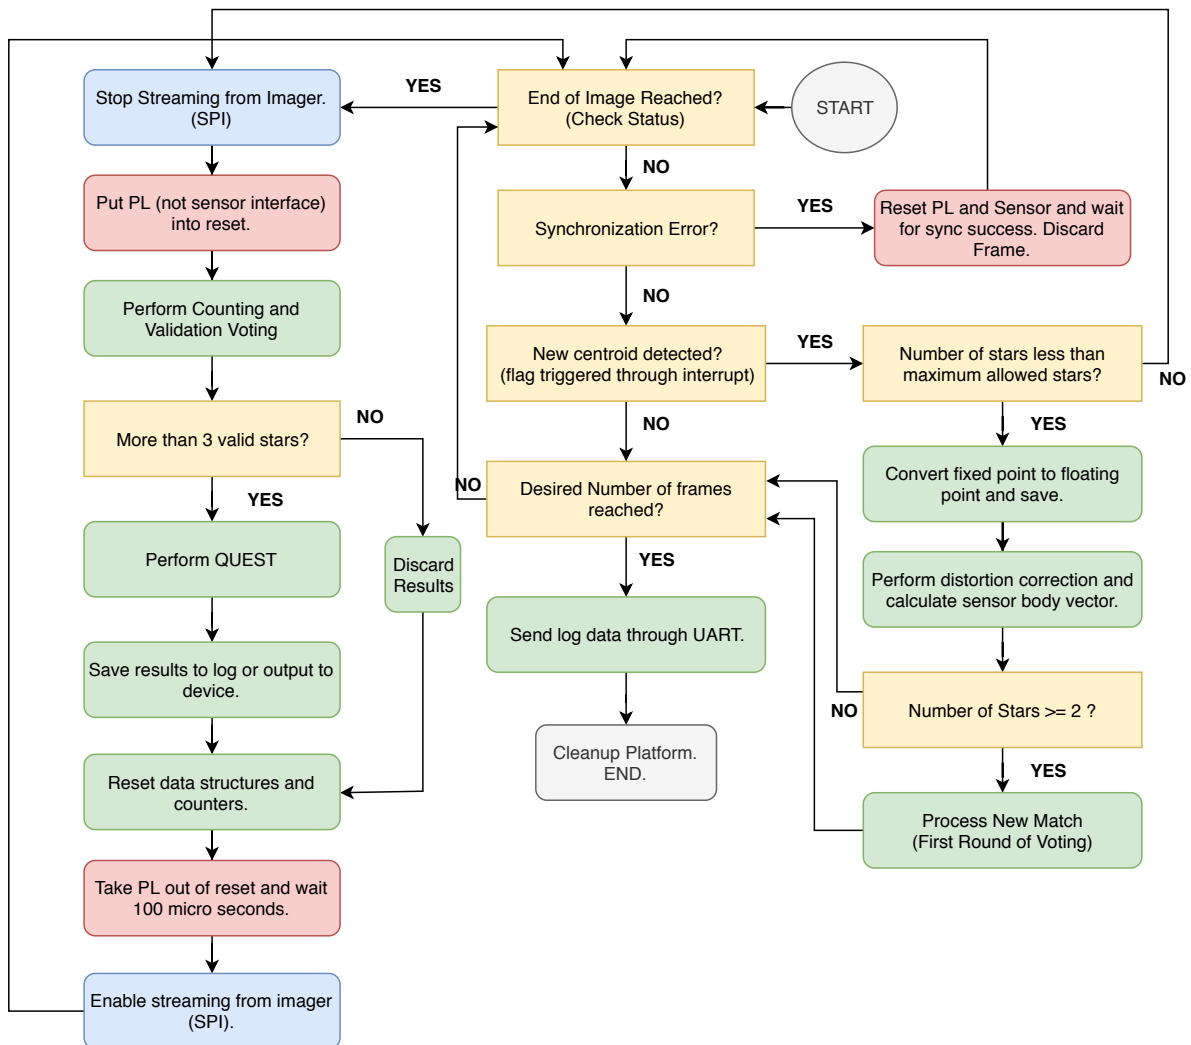 Stop Streaming from Imager.
(SPI)
YES
End of Image Reached?
(Check Status)
START
NO
Put PL (not sensor interface)
into reset.
Synchronization Error?
YES
Reset PL and Sensor and wait
for sync success. Discard
Frame.
NO
Perform Counting and
Validation Voting
New centroid detected?
(flag triggered through interrupt)
YES
Number of stars less than
maximum allowed stars?
NO
More than 3 valid stars?
NO
NO
YES
YES
Convert fixed point to floating
point and save.
NO
Desired Number of frames
reached?
Perform QUEST
Discard
Results
YES
Perform distortion correction and
calculate sensor body vector.
Send log data through UART.
Save results to log or output to
device.
NO
Number of Stars >= 2 ?
Cleanup Platform.
END.
YES
Reset data structures and
counters.
Process New Match
(First Round of Voting)
Take PL out of reset and wait
100 micro seconds.
Enable streaming from imager
(SPI).